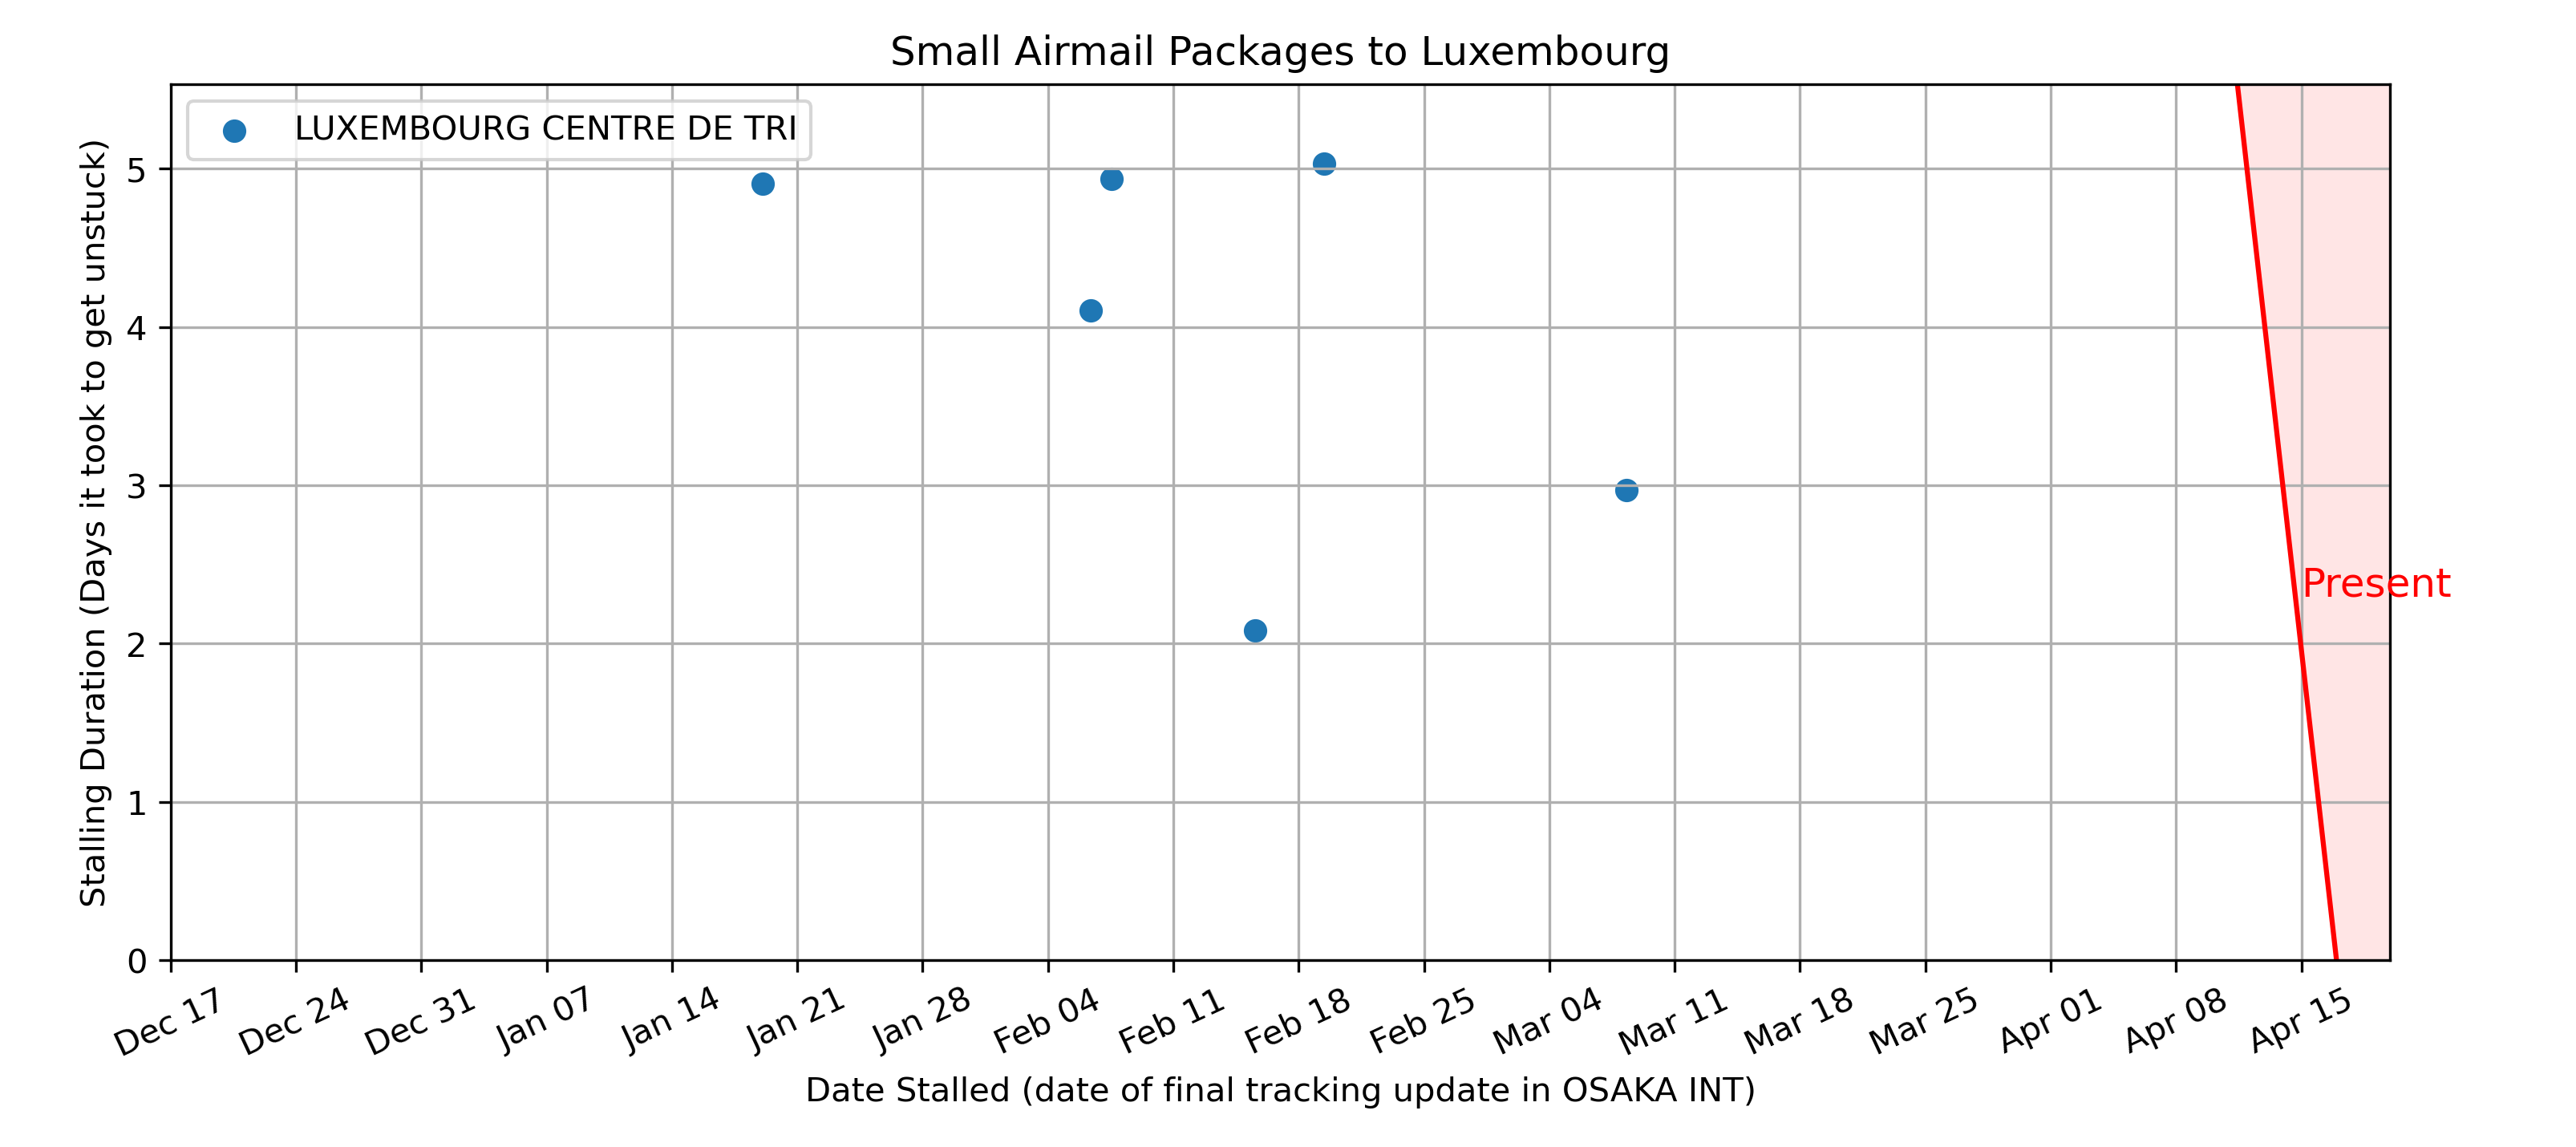 Small Airmail Packages to Luxembourg
LUXEMBOURG CENTRE DE TRI
Stalling Duration (Days it took to get unstuck)
5
4
3
2
1
0
Present
Dec 17
Dec 24
Dec 31
Jan 07
Jan 14
Jan 21
Jan 28
Feb 04
Feb 11
Feb 18
Feb 25
Mar 04
Mar 11
Mar 18
Mar 25
Apr 01
Apr 08
Apr 15
Date Stalled (date of final tracking update in OSAKA INT)